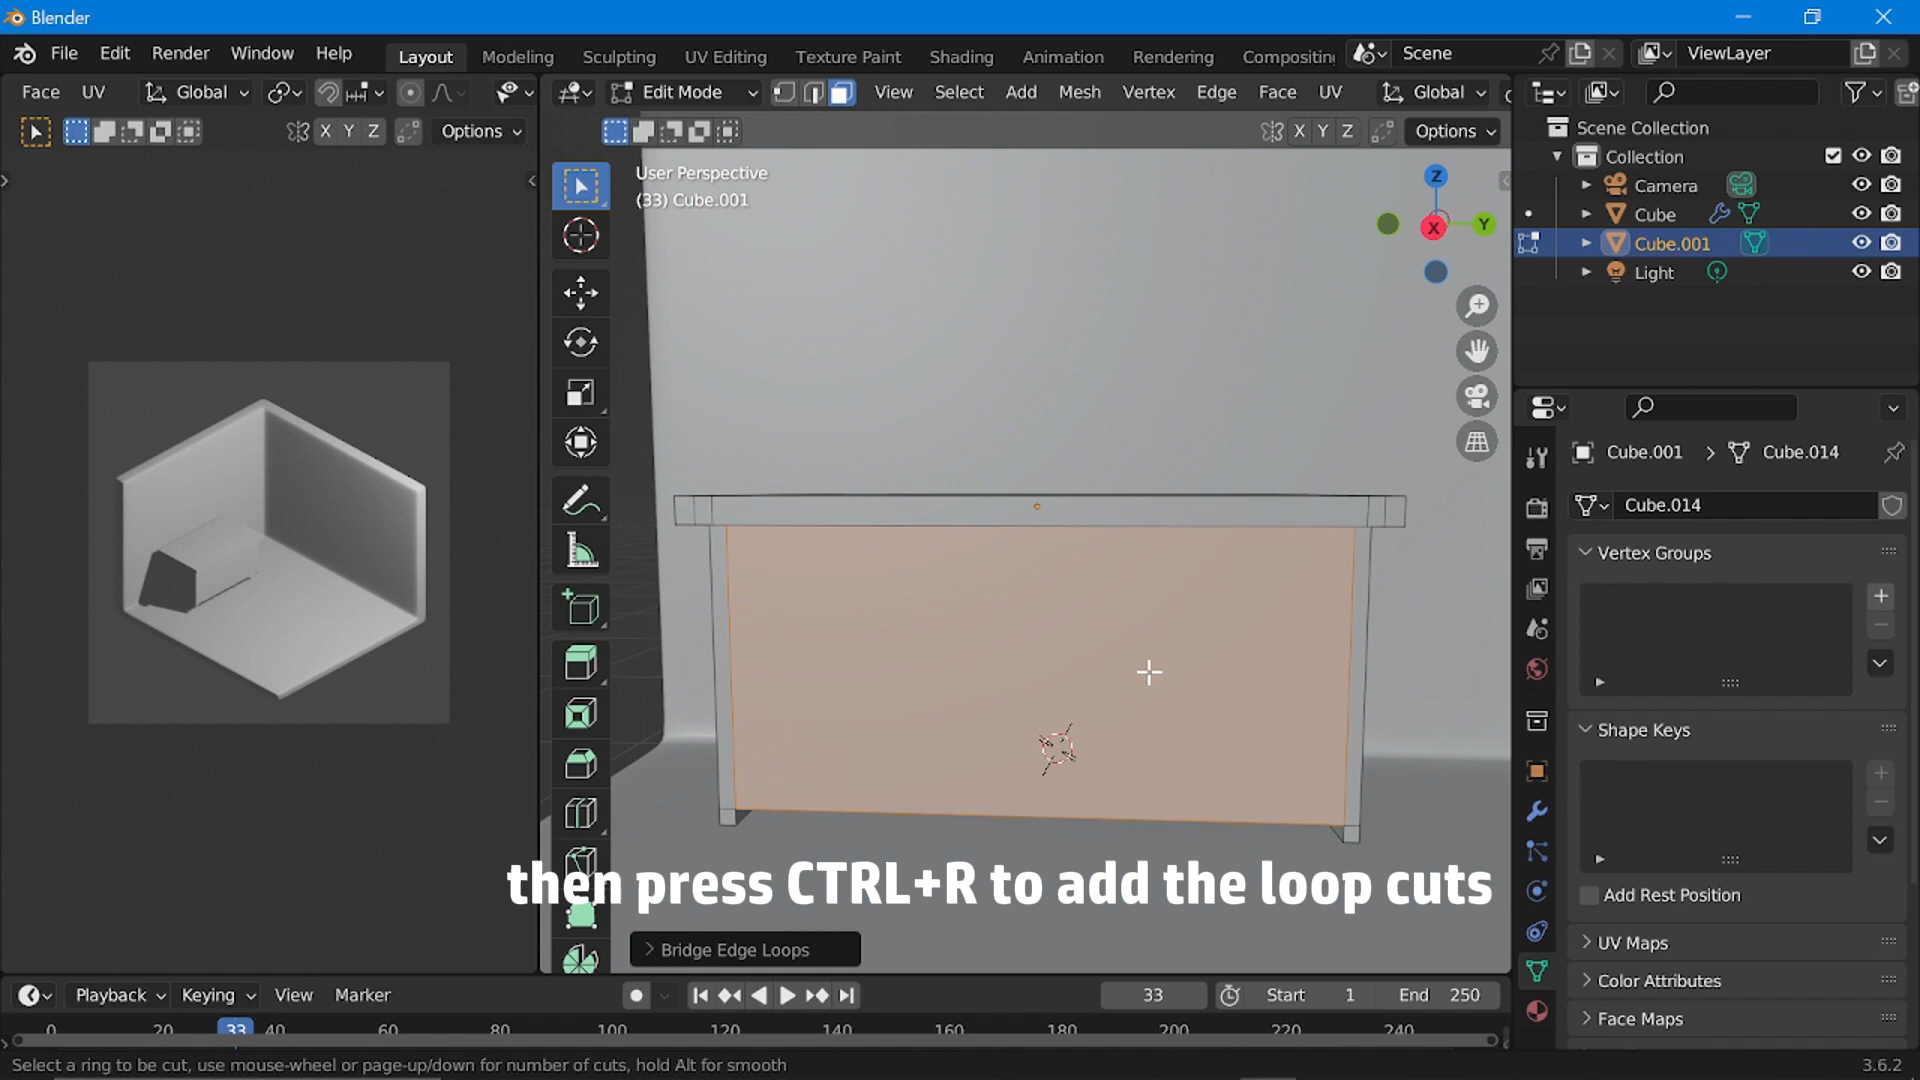 Blender
File Edit Render Window Help Layout Modeling Sculpting UV Editing Texture Paint Shading Animation Rendering Compositin Scene ViewLayer
Face UV Global Edit Mode View Select Add Mesh Vertex Edge Face UV Global
X Y Z Options X Y Z Options
User Perspective
(33) Cube.001
Z
Y
X
Scene Collection
Collection
Camera
Cube
Cube.001
Light
Cube.001 > Cube.014
Cube.014
Vertex Groups
Shape Keys
Add Rest Position
UV Maps
Color Attributes
Face Maps
then press CTRL+R to add the loop cuts
Bridge Edge Loops
Playback Keying View Marker 33 Start 1 End 250
0 20 33 40 60 80 100 120 140 160 180 200 220 240
Select a ring to be cut, use mouse-wheel or page-up/down for number of cuts, hold Alt for smooth 3.6.2